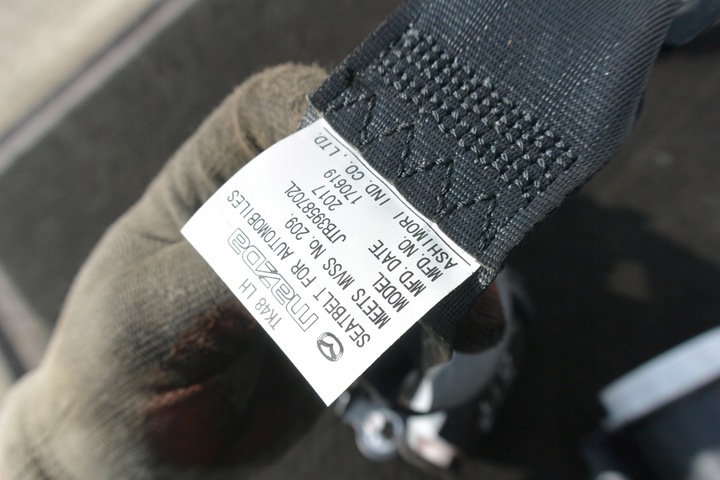 TK48 LH
mazda
SEATBELT FOR AUTOMOBILES
MEETS MVSS No. 209.
MODEL JTB3958702L
MFD DATE 2017
MFD. NO. 170619
ASHIMORI IND. CO., LTD.